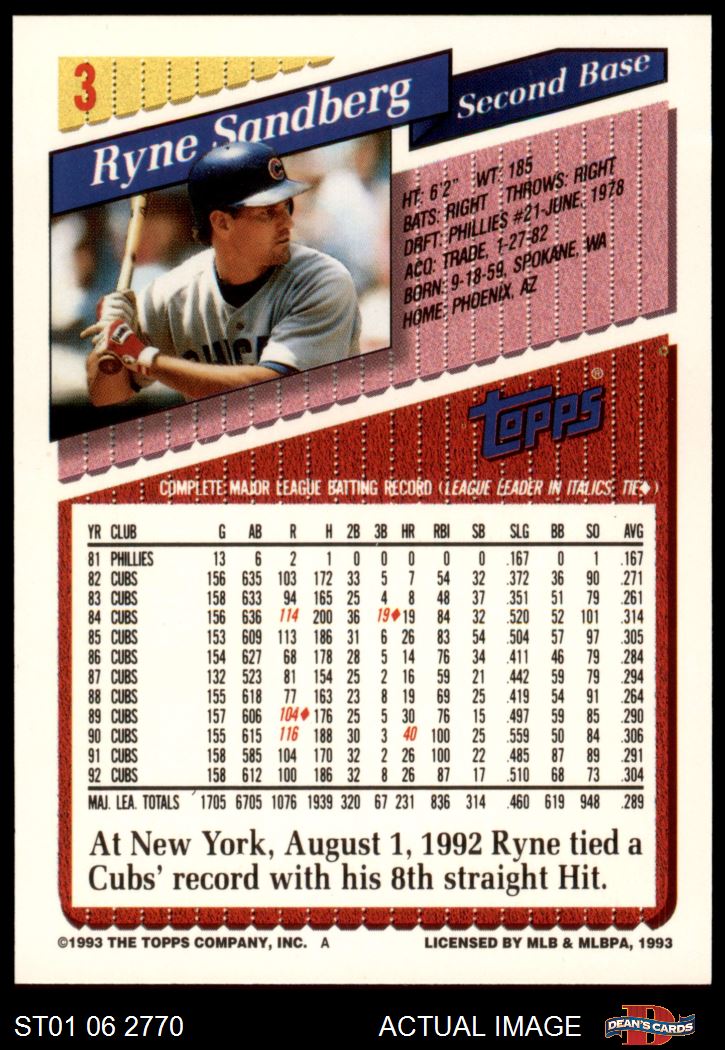 3
Ryne Sandberg
Second Base
HT: 6'2" WT: 185
BATS: RIGHT THROWS: RIGHT
DRFT: PHILLIES #21-JUNE, 1978
ACQ: TRADE, 1-27-82
BORN: 9-18-59, SPOKANE, WA
HOME: PHOENIX, AZ
C
CHICA
Topps ®
COMPLETE MAJOR LEAGUE BATTING RECORD (LEAGUE LEADER IN ITALICS, TIE♦)
YR CLUB G AB R H 2B 3B HR RBI SB SLG BB SO AVG
81 PHILLIES 13 6 2 1 0 0 0 0 0 .167 0 1 .167
82 CUBS 156 635 103 172 33 5 7 54 32 .372 36 90 .271
83 CUBS 158 633 94 165 25 4 8 48 37 .351 51 79 .261
84 CUBS 156 636 114 200 36 19♦ 19 84 32 .520 52 101 .314
85 CUBS 153 609 113 186 31 6 26 83 54 .504 57 97 .305
86 CUBS 154 627 68 178 28 5 14 76 34 .411 46 79 .284
87 CUBS 132 523 81 154 25 2 16 59 21 .442 59 79 .294
88 CUBS 155 618 77 163 23 8 19 69 25 .419 54 91 .264
89 CUBS 157 606 104♦ 176 25 5 30 76 15 .497 59 85 .290
90 CUBS 155 615 116 188 30 3 40 100 25 .559 50 84 .306
91 CUBS 158 585 104 170 32 2 26 100 22 .485 87 89 .291
92 CUBS 158 612 100 186 32 8 26 87 17 .510 68 73 .304
MAJ. LEA. TOTALS 1705 6705 1076 1939 320 67 231 836 314 .460 619 948 .289
At New York, August 1, 1992 Ryne tied a
Cubs' record with his 8th straight Hit.
©1993 THE TOPPS COMPANY, INC. A LICENSED BY MLB & MLBPA, 1993
ST01 06 2770 ACTUAL IMAGE D DEAN'S CARDS